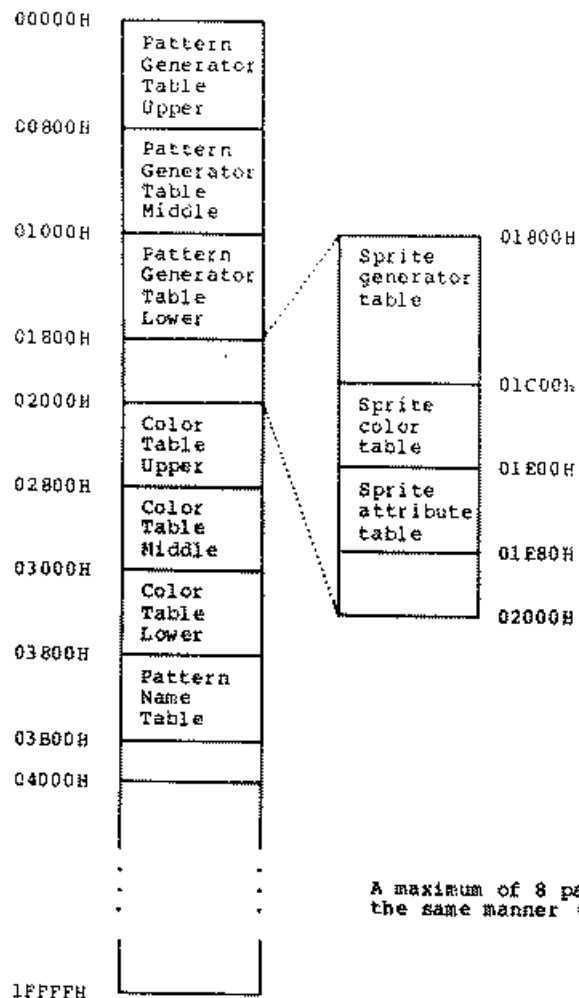 00000H
Pattern
Generator
Table
Upper
00800H
Pattern
Generator
Table
Middle
01000H
Pattern
Generator
Table
Lower
01800H
02000H
Color
Table
Upper
02800H
Color
Table
Middle
03000H
Color
Table
Lower
03800H
Pattern
Name
Table
03B00H
04000H
1FFFFH
01800H
Sprite
generator
table
01C00h
Sprite
color
table
01E00H
Sprite
attribute
table
01E80H
02000H
A maximum of 8 pa
the same manner